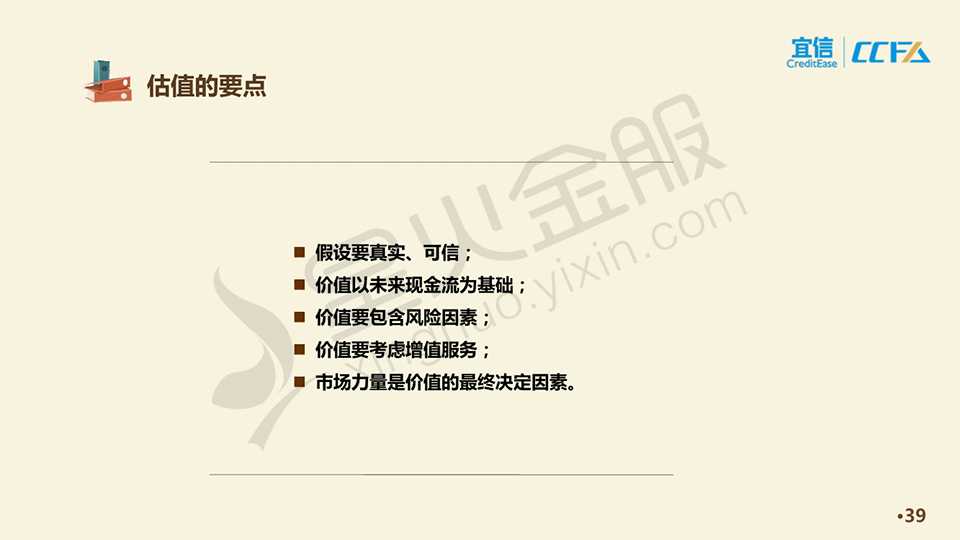 宜信
CreditEase
CCFA
估值的要点
假设要真实、可信；
价值以未来现金流为基础；
价值要包含风险因素；
价值要考虑增值服务；
市场力量是价值的最终决定因素。
星火金服
xinghuo.yixin.com
•39